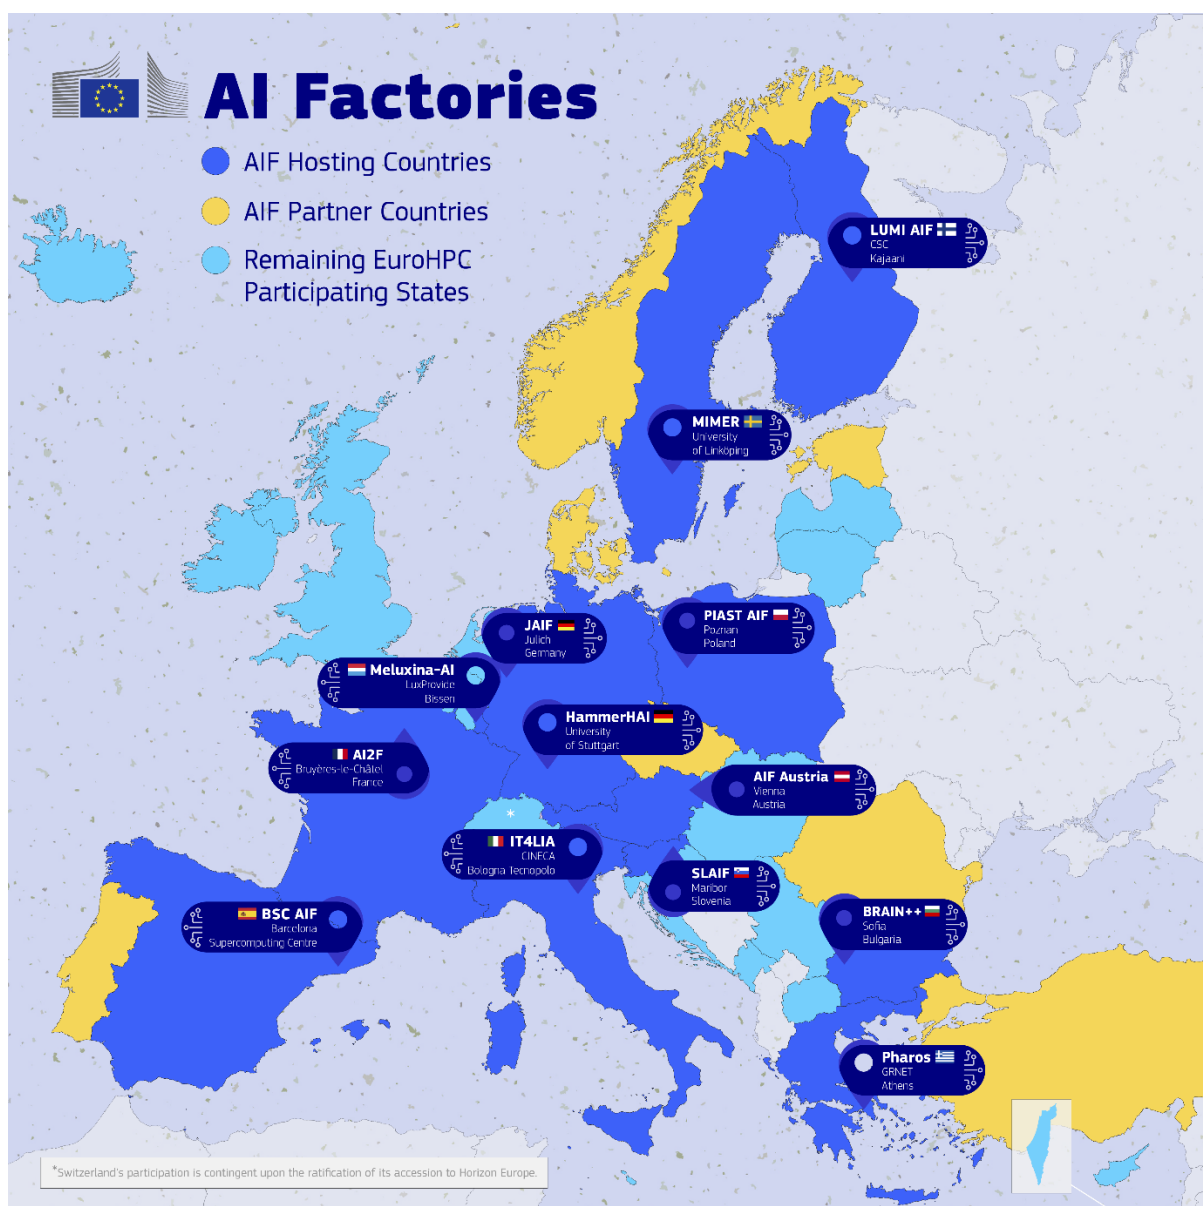 AI Factories
AIF Hosting Countries
AIF Partner Countries
Remaining EuroHPC
Participating States
LUMI AIF
CSC
Kajaani
MIMER
University
of Linköping
JAIF
Julich
Germany
PIAST AIF
Poznan
Poland
Meluxina-AI
LuxProvide
Bissen
HammerHAI
University
of Stuttgart
AI2F
Bruyères-le-Châtel
France
AIF Austria
Vienna
Austria
*
IT4LIA
CINECA
Bologna Tecnopolo
SLAIF
Maribor
Slovenia
BSC AIF
Barcelona
Supercomputing Centre
BRAIN++
Sofia
Bulgaria
Pharos
GRNET
Athens
*Switzerland's participation is contingent upon the ratification of its accession to Horizon Europe.